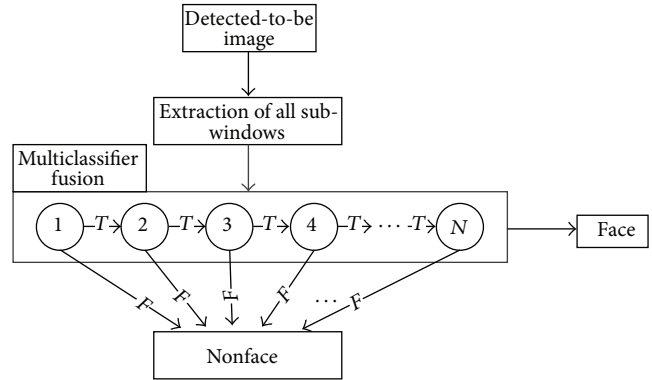 Detected-to-be
image
Extraction of all sub-
windows
Multiclassifier
fusion
1 T 2 T 3 T 4 T ... T N
Face
F F F F ... F
Nonface